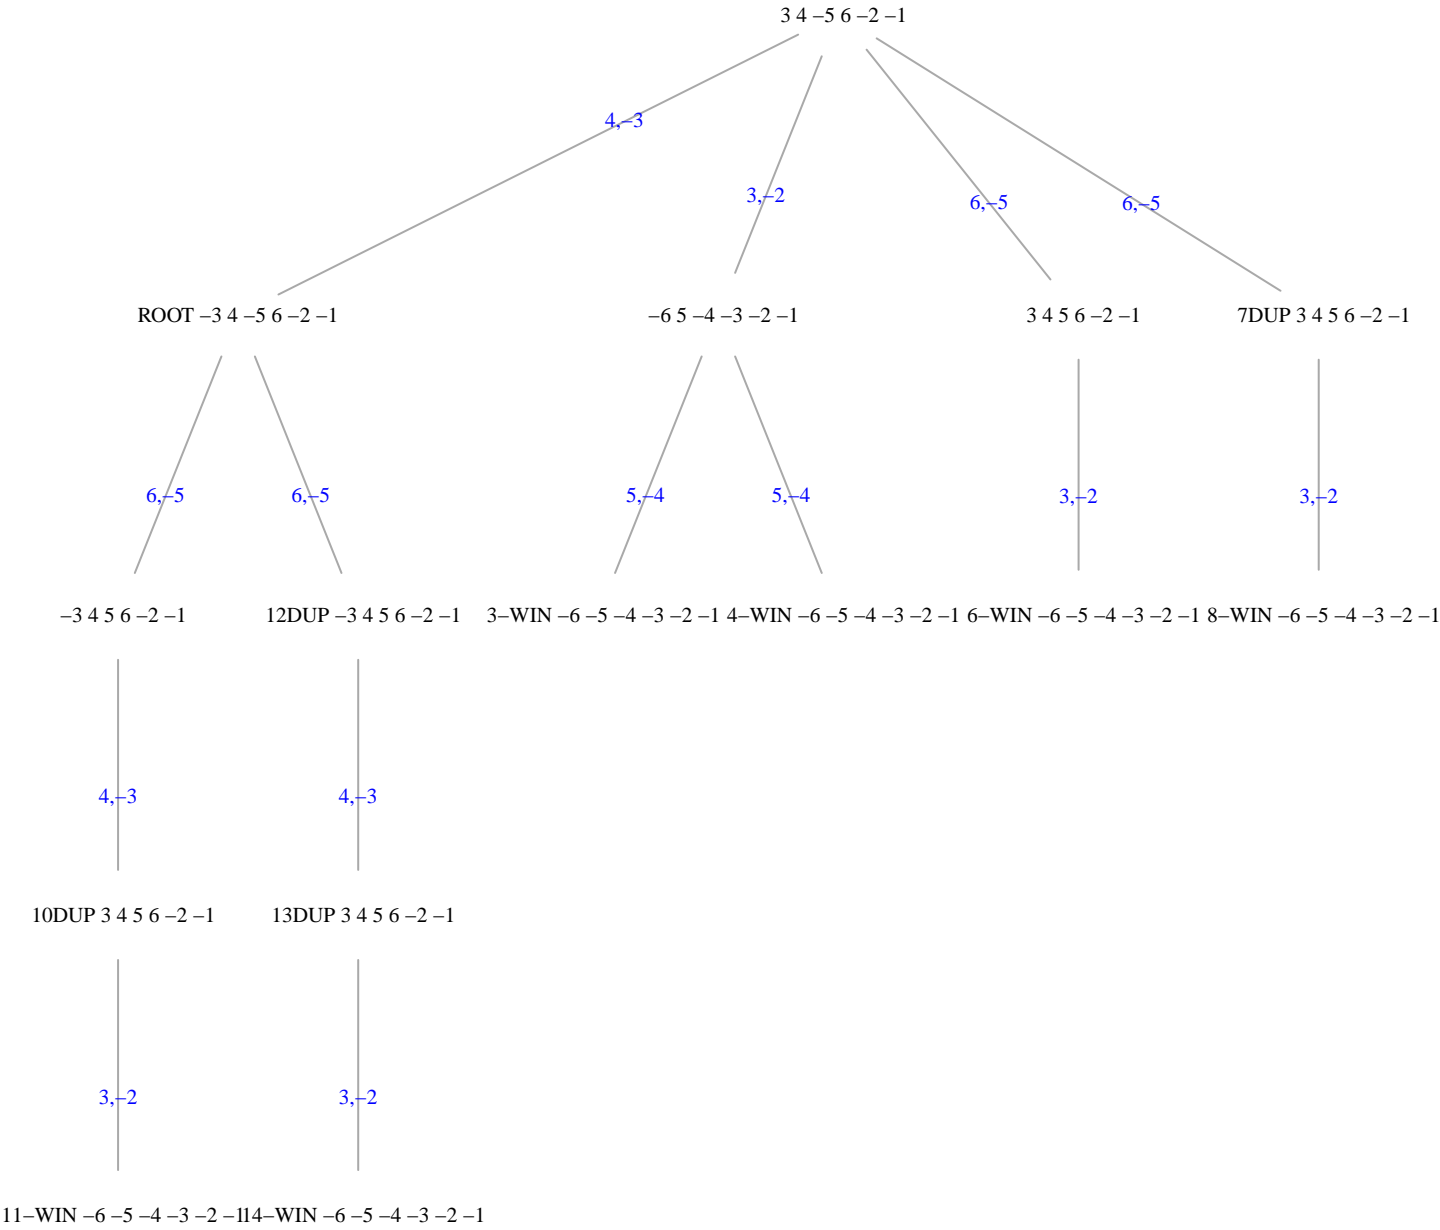 3 4 −5 6 −2 −1
4,−3
3,−2
6,−5
6,−5
ROOT −3 4 −5 6 −2 −1
−6 5 −4 −3 −2 −1
3 4 5 6 −2 −1
7DUP 3 4 5 6 −2 −1
6,−5
6,−5
5,−4
5,−4
3,−2
3,−2
−3 4 5 6 −2 −1
12DUP −3 4 5 6 −2 −1
3−WIN −6 −5 −4 −3 −2 −1
4−WIN −6 −5 −4 −3 −2 −1
6−WIN −6 −5 −4 −3 −2 −1
8−WIN −6 −5 −4 −3 −2 −1
4,−3
4,−3
10DUP 3 4 5 6 −2 −1
13DUP 3 4 5 6 −2 −1
3,−2
3,−2
11−WIN −6 −5 −4 −3 −2 −1
14−WIN −6 −5 −4 −3 −2 −1